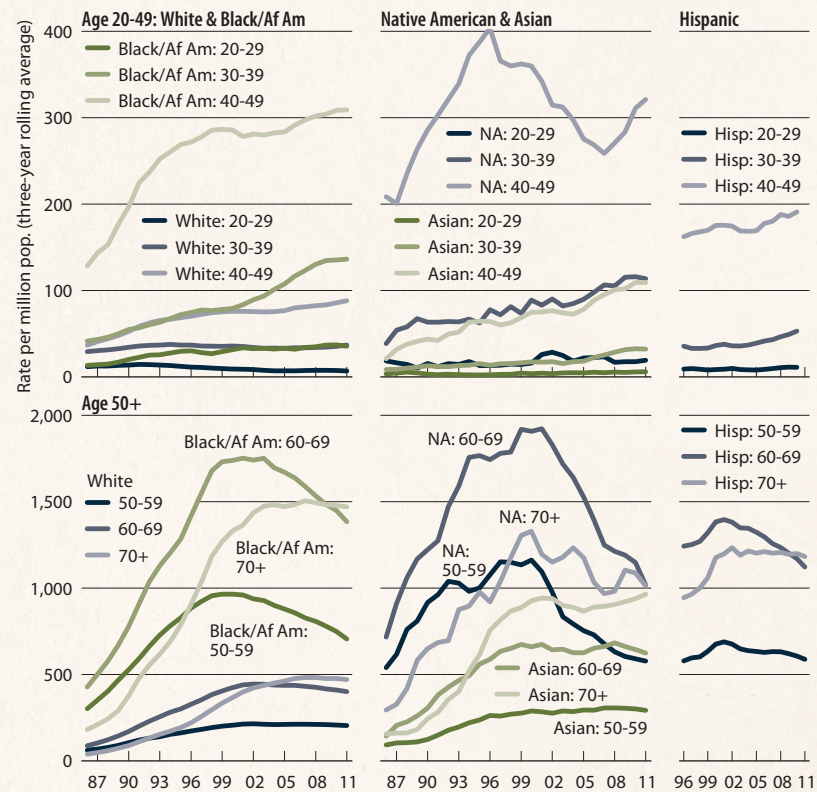 Age 20-49: White & Black/Af Am
Native American & Asian
Hispanic
Rate per million pop. (three-year rolling average)
400
300
200
100
0
Black/Af Am: 20-29
Black/Af Am: 30-39
Black/Af Am: 40-49
White: 20-29
White: 30-39
White: 40-49
NA: 20-29
NA: 30-39
NA: 40-49
Asian: 20-29
Asian: 30-39
Asian: 40-49
Hisp: 20-29
Hisp: 30-39
Hisp: 40-49
Age 50+
2,000
1,500
1,000
500
0
Black/Af Am: 60-69
White
50-59
60-69
70+
Black/Af Am:
70+
Black/Af Am:
50-59
NA: 60-69
NA: 70+
NA:
50-59
Asian: 60-69
Asian: 70+
Asian: 50-59
Hisp: 50-59
Hisp: 60-69
Hisp: 70+
87 90 93 96 99 02 05 08 11
87 90 93 96 99 02 05 08 11
96 99 02 05 08 11